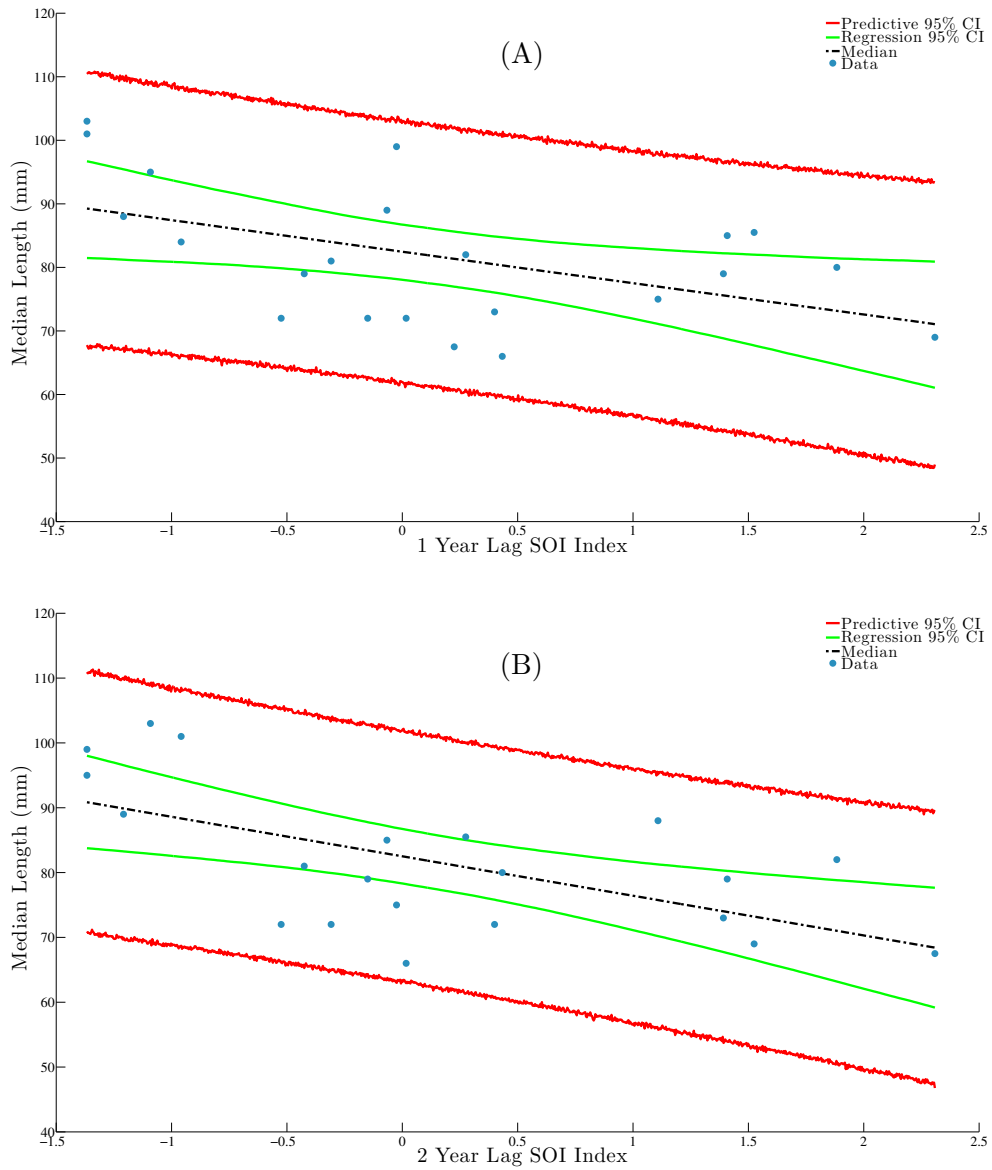 120
110
100
90
80
70
60
50
40
Median Length (mm)
(A)
Predictive 95% CI
Regression 95% CI
Median
Data
−1.5 −1 −0.5 0 0.5 1 1.5 2 2.5
1 Year Lag SOI Index
120
110
100
90
80
70
60
50
40
Median Length (mm)
(B)
Predictive 95% CI
Regression 95% CI
Median
Data
−1.5 −1 −0.5 0 0.5 1 1.5 2 2.5
2 Year Lag SOI Index